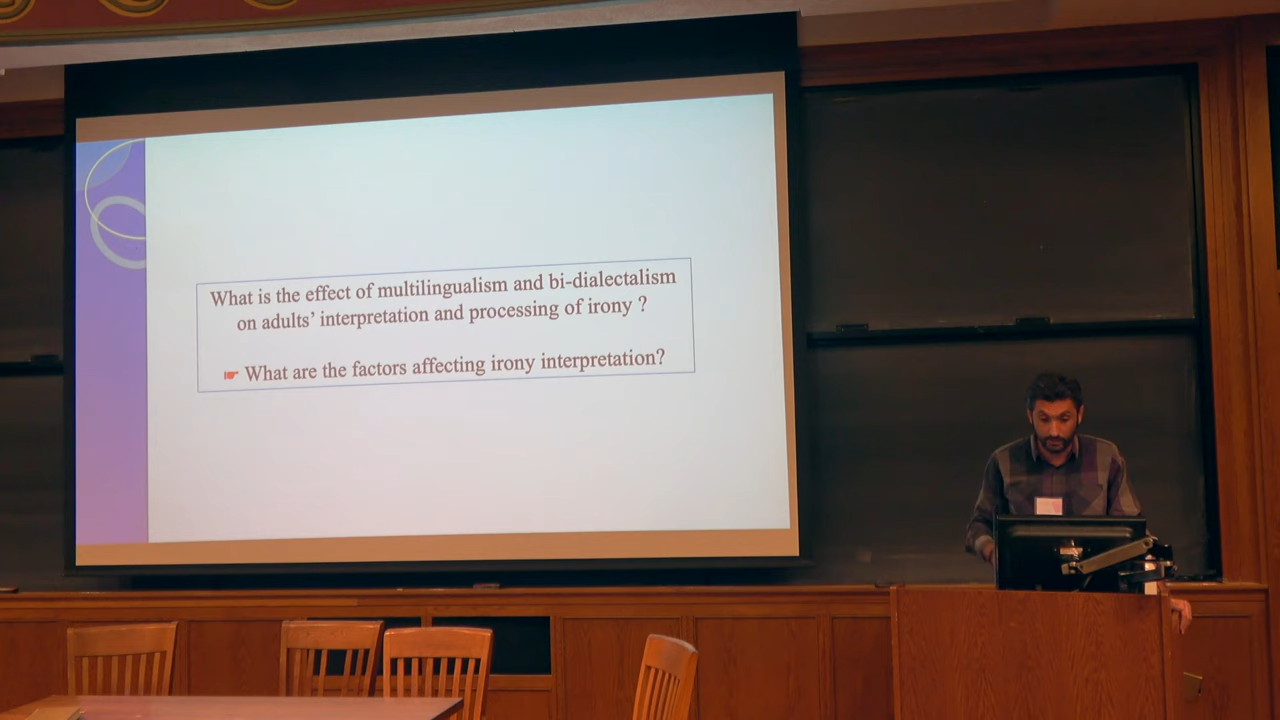 What is the effect of multilingualism and bi-dialectalism
on adults’ interpretation and processing of irony ?
☛ What are the factors affecting irony interpretation?